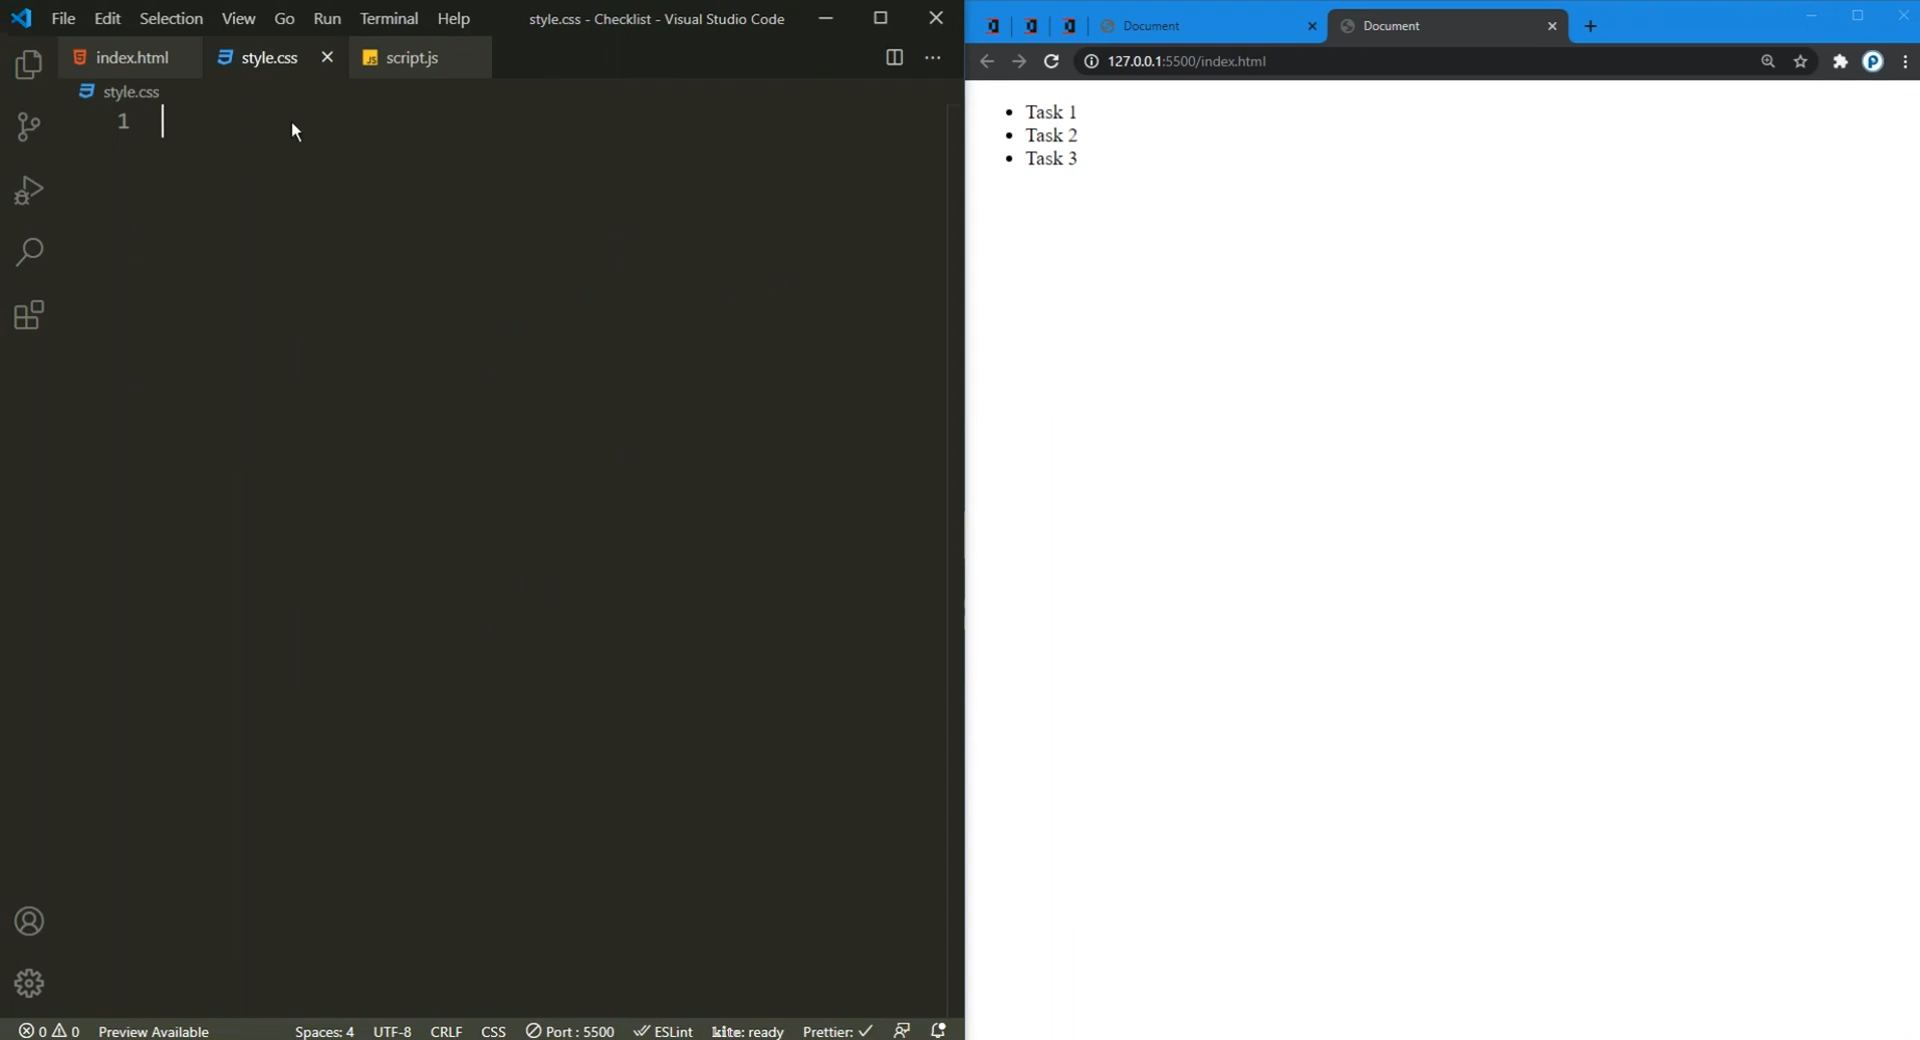 File Edit Selection View Go Run Terminal Help style.css - Checklist - Visual Studio Code
index.html style.css script.js
style.css
1
0 0 Preview Available Spaces: 4 UTF-8 CRLF CSS Port : 5500 ESLint kite: ready Prettier:
Document Document
127.0.0.1:5500/index.html
Task 1
Task 2
Task 3